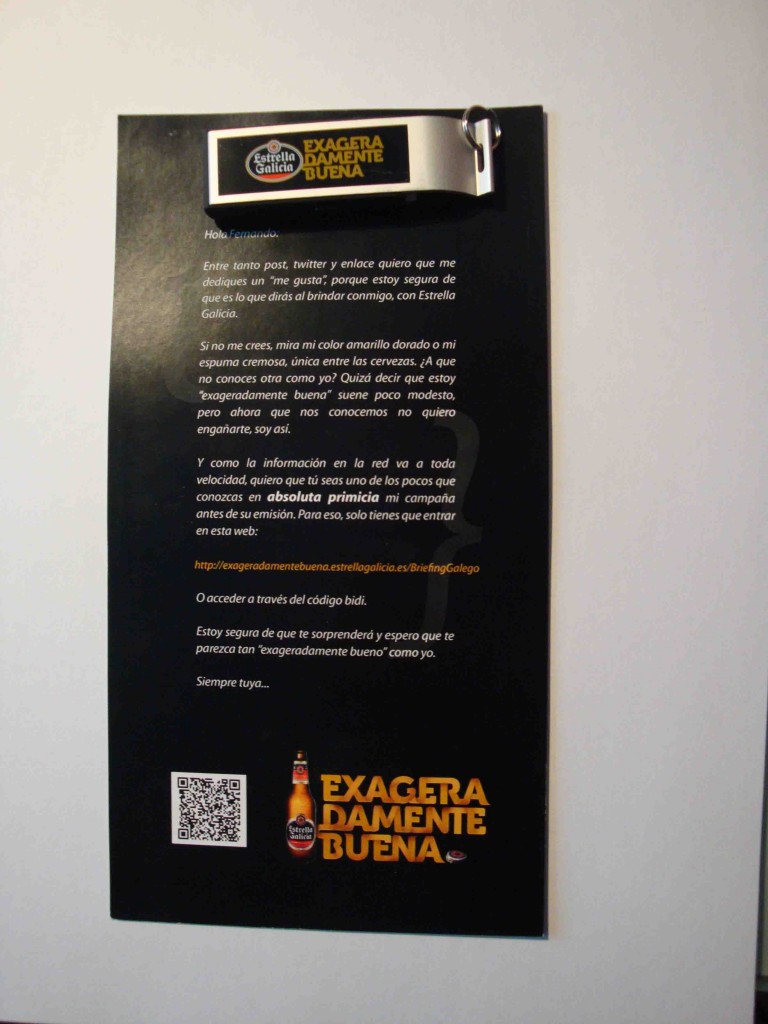 Estrella
Galicia
EXAGERA
DAMENTE
BUENA
Hola Fernando:
Entre tanto post, twitter y enlace quiero que me
dediques un "me gusta", porque estoy segura de
que es lo que dirás al brindar conmigo, con Estrella
Galicia.
Si no me crees, mira mi color amarillo dorado o mi
espuma cremosa, única entre las cervezas. ¿A que
no conoces otra como yo? Quizá decir que estoy
"exageradamente buena" suene poco modesto,
pero ahora que nos conocemos no quiero
engañarte, soy así.
Y como la información en la red va a toda
velocidad, quiero que tú seas uno de los pocos que
conozcas en absoluta primicia mi campaña
antes de su emisión. Para eso, solo tienes que entrar
en esta web:
http://exageradamentebuena.estrellagalicia.es/BriefingGalego
O acceder a través del código bidi.
Estoy segura de que te sorprenderá y espero que te
parezca tan "exageradamente bueno" como yo.
Siempre tuya...
Estrella
Galicia
EXAGERA
DAMENTE
BUENA